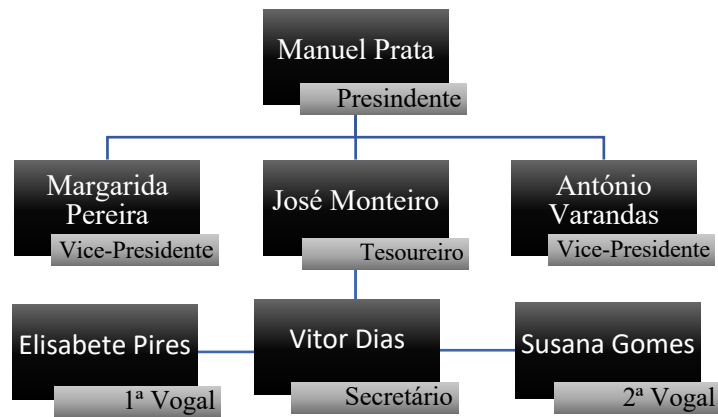 Manuel Prata
Presindente
Margarida
Pereira
Vice-Presidente
José Monteiro
Tesoureiro
António
Varandas
Vice-Presidente
Elisabete Pires
1ª Vogal
Vitor Dias
Secretário
Susana Gomes
2ª Vogal